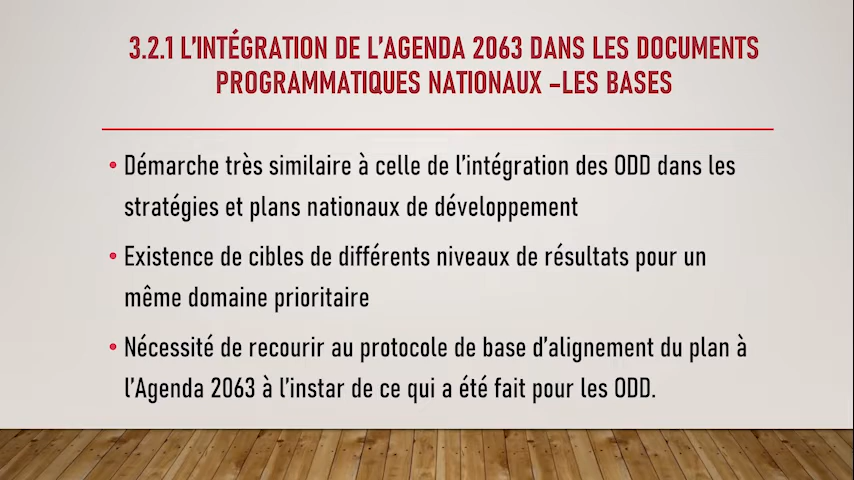 3.2.1 L'INTÉGRATION DE L'AGENDA 2063 DANS LES DOCUMENTS
PROGRAMMATIQUES NATIONAUX –LES BASES
• Démarche très similaire à celle de l'intégration des ODD dans les
stratégies et plans nationaux de développement
• Existence de cibles de différents niveaux de résultats pour un
même domaine prioritaire
• Nécessité de recourir au protocole de base d'alignement du plan à
l'Agenda 2063 à l'instar de ce qui a été fait pour les ODD.